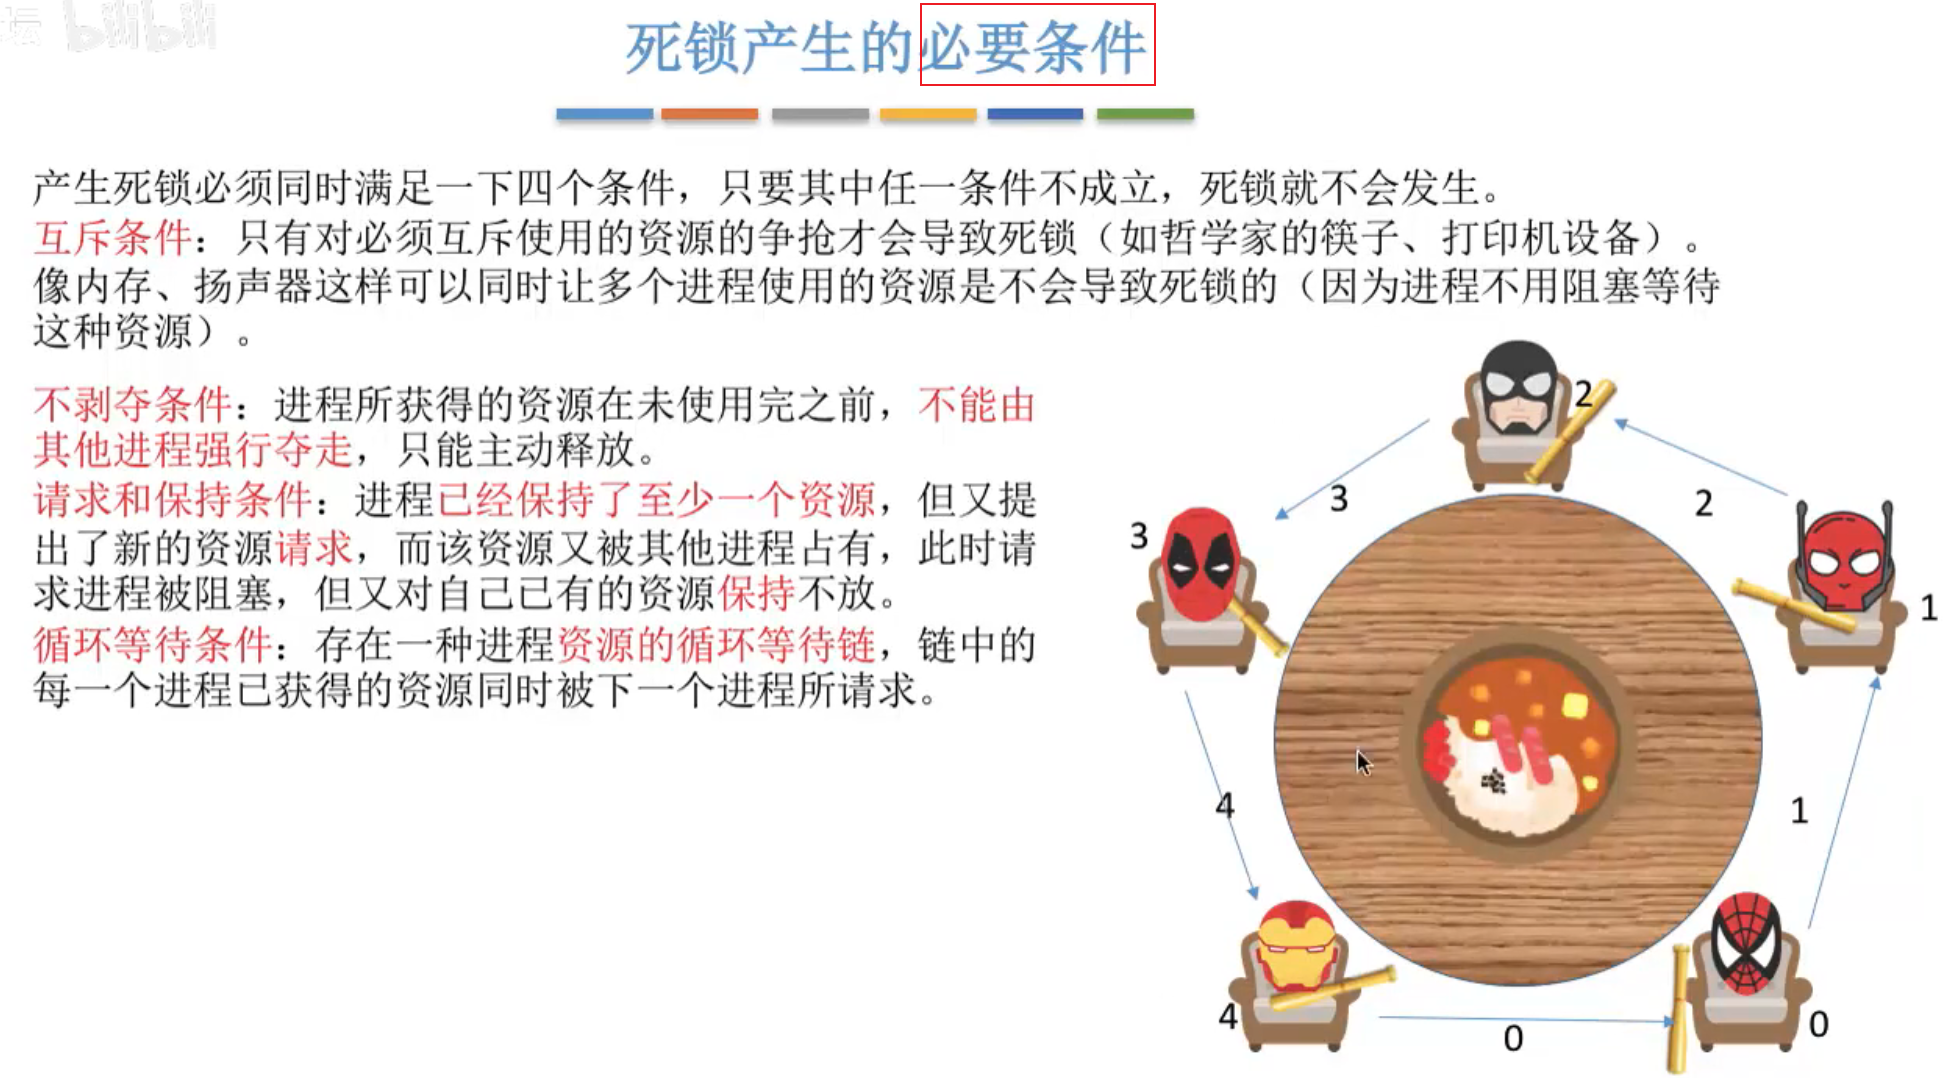 坛 bilibili
死锁产生的必要条件
产生死锁必须同时满足一下四个条件，只要其中任一条件不成立，死锁就不会发生。
互斥条件：只有对必须互斥使用的资源的争抢才会导致死锁（如哲学家的筷子、打印机设备）。
像内存、扬声器这样可以同时让多个进程使用的资源是不会导致死锁的（因为进程不用阻塞等待
这种资源）。
不剥夺条件：进程所获得的资源在未使用完之前，不能由
其他进程强行夺走，只能主动释放。
请求和保持条件：进程已经保持了至少一个资源，但又提
出了新的资源请求，而该资源又被其他进程占有，此时请
求进程被阻塞，但又对自己已有的资源保持不放。
循环等待条件：存在一种进程资源的循环等待链，链中的
每一个进程已获得的资源同时被下一个进程所请求。
2
3
2
3
1
4
1
4
0
0